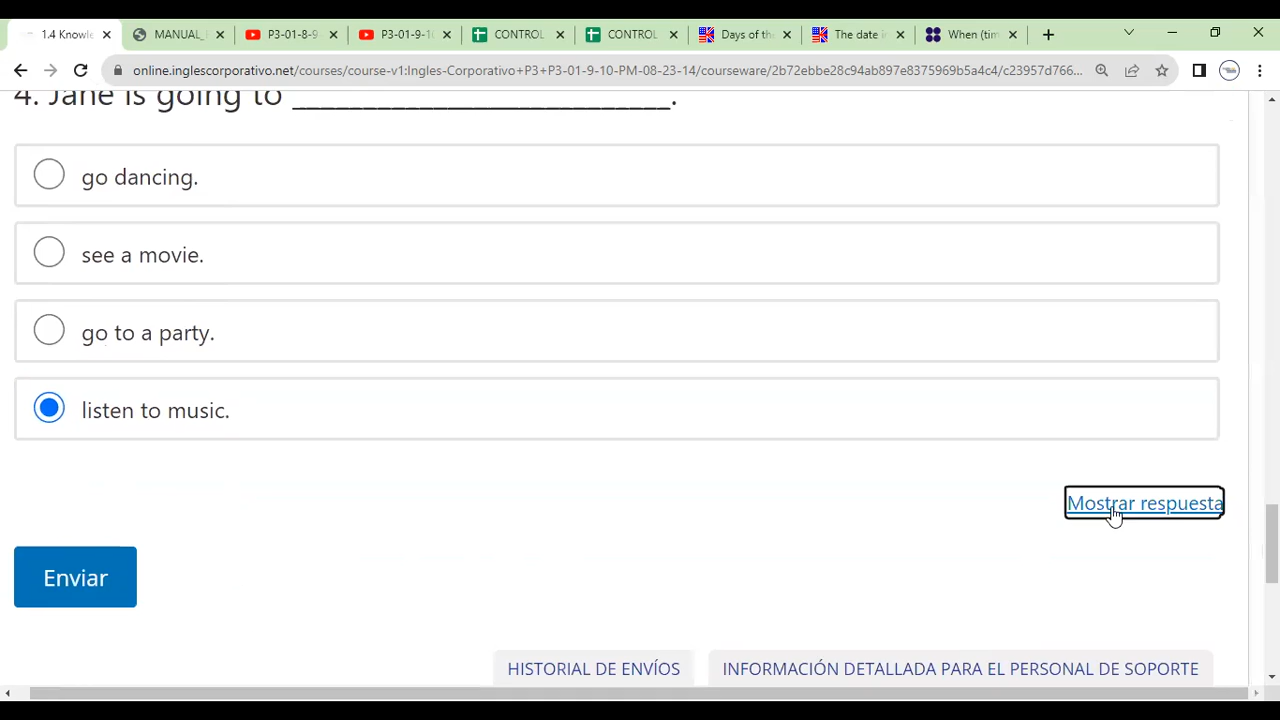 1.4 Knowle
MANUAL_
P3-01-8-9
P3-01-9-10
CONTROL
CONTROL
Days of the
The date i
When (tim
online.inglescorporativo.net/courses/course-v1:Ingles-Corporativo+P3+P3-01-9-10-PM-08-23-14/courseware/2b72ebbe28c94ab897e8375969b5a4c4/c23957d766...
4. Jane is going to ___________________________.
go dancing.
see a movie.
go to a party.
listen to music.
Mostrar respuesta
Enviar
HISTORIAL DE ENVÍOS
INFORMACIÓN DETALLADA PARA EL PERSONAL DE SOPORTE